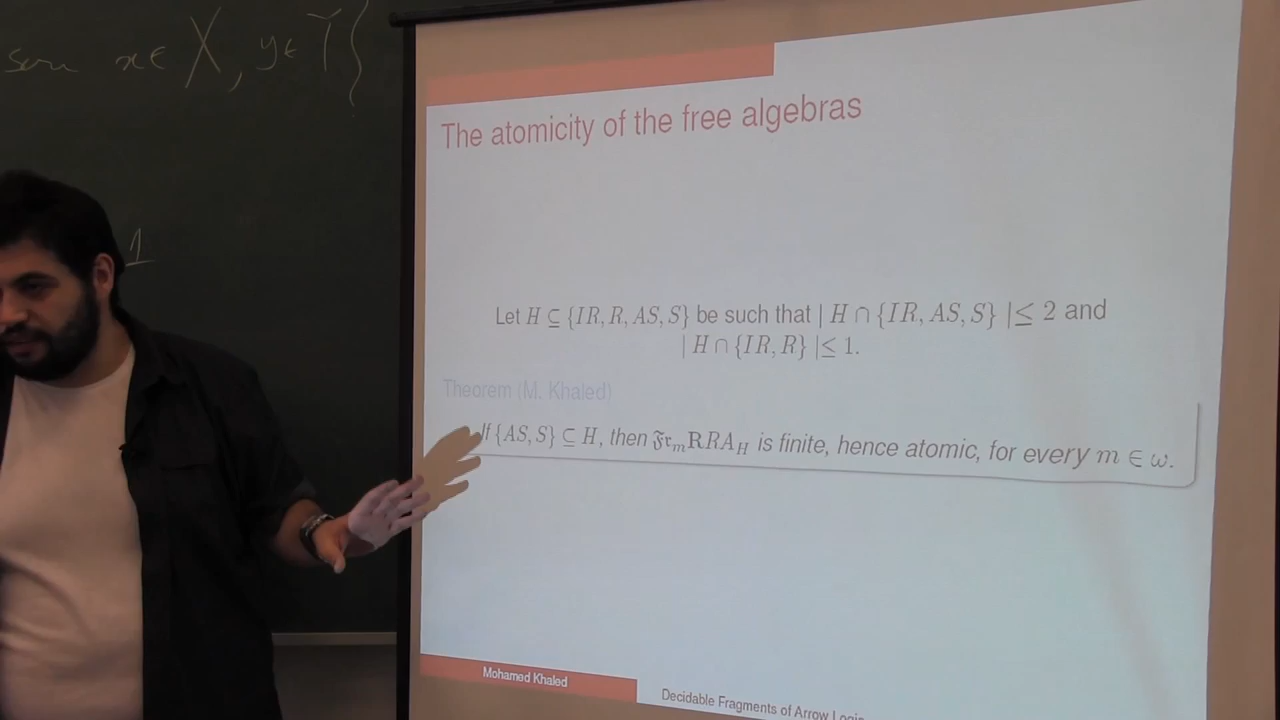 x ∈ X, y ∈ Y}
1
The atomicity of the free algebras
Let H ⊆ {IR, R, AS, S} be such that | H ∩ {IR, AS, S} |≤ 2 and
| H ∩ {IR, R} |≤ 1.
Theorem (M. Khaled)
If {AS, S} ⊆ H, then 𝔉𝔯ₘRRA_H is finite, hence atomic, for every m ∈ ω.
Mohamed Khaled
Decidable Fragments of Arrow Logic